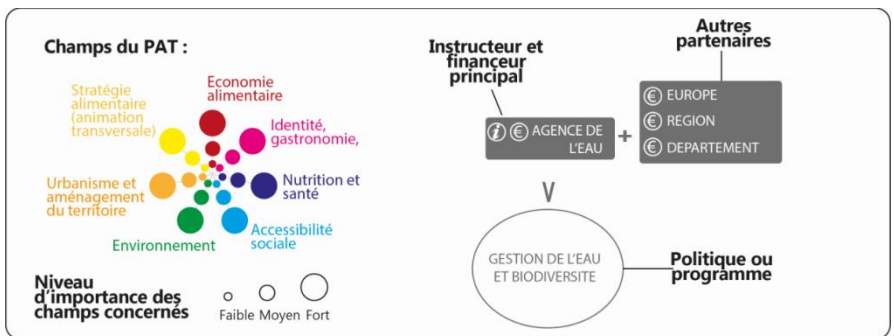 Champs du PAT :
Stratégie
alimentaire
(animation
transversale)
Economie
alimentaire
Identité,
gastronomie,
Nutrition et
santé
Accessibilité
sociale
Environnement
Urbanisme et
aménagement
du territoire
Niveau
d'importance des
champs concernés
Faible Moyen Fort
Instructeur et
financeur
principal
Autres
partenaires
i € AGENCE DE
L'EAU
+
€ EUROPE
€ REGION
€ DEPARTEMENT
GESTION DE L'EAU
ET BIODIVERSITE
Politique ou
programme